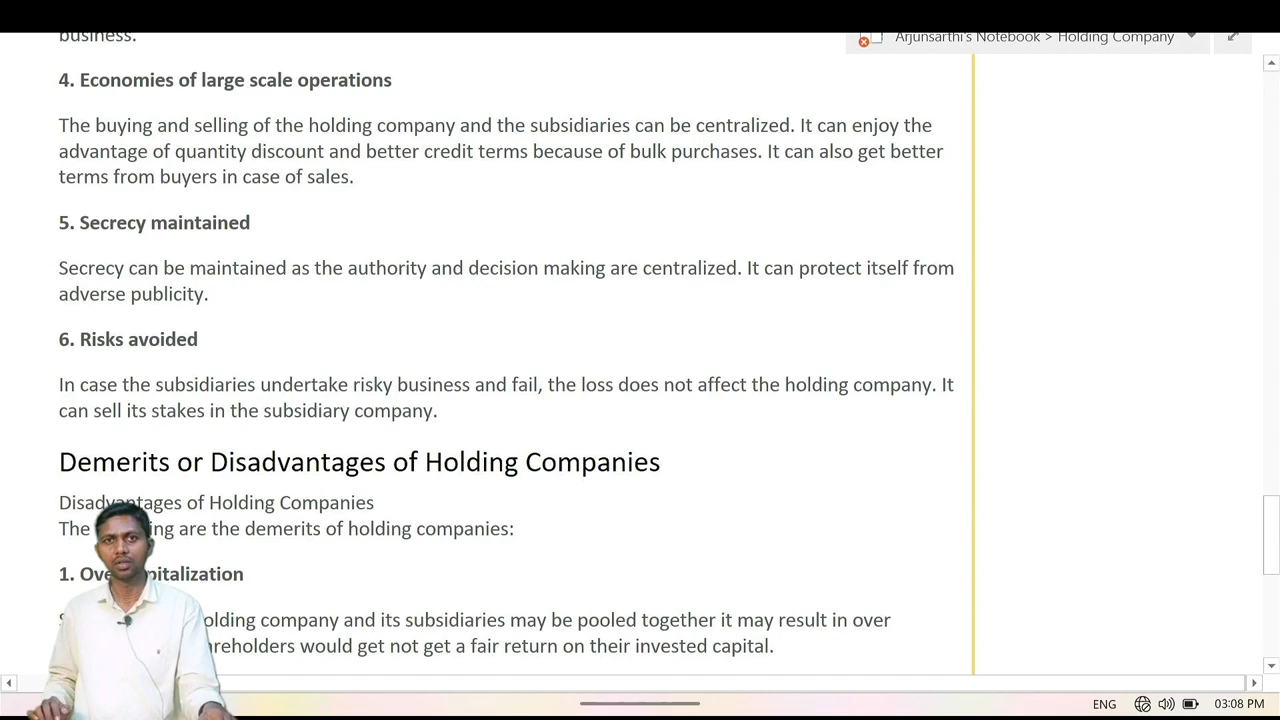 business.
Arjunsarthi's Notebook > Holding Company
4. Economies of large scale operations
The buying and selling of the holding company and the subsidiaries can be centralized. It can enjoy the
advantage of quantity discount and better credit terms because of bulk purchases. It can also get better
terms from buyers in case of sales.
5. Secrecy maintained
Secrecy can be maintained as the authority and decision making are centralized. It can protect itself from
adverse publicity.
6. Risks avoided
In case the subsidiaries undertake risky business and fail, the loss does not affect the holding company. It
can sell its stakes in the subsidiary company.
Demerits or Disadvantages of Holding Companies
Disadvantages of Holding Companies
The are the demerits of holding companies:
1.
company and its subsidiaries may be pooled together it may result in over
would get not get a fair return on their invested capital.
ENG 03:08 PM